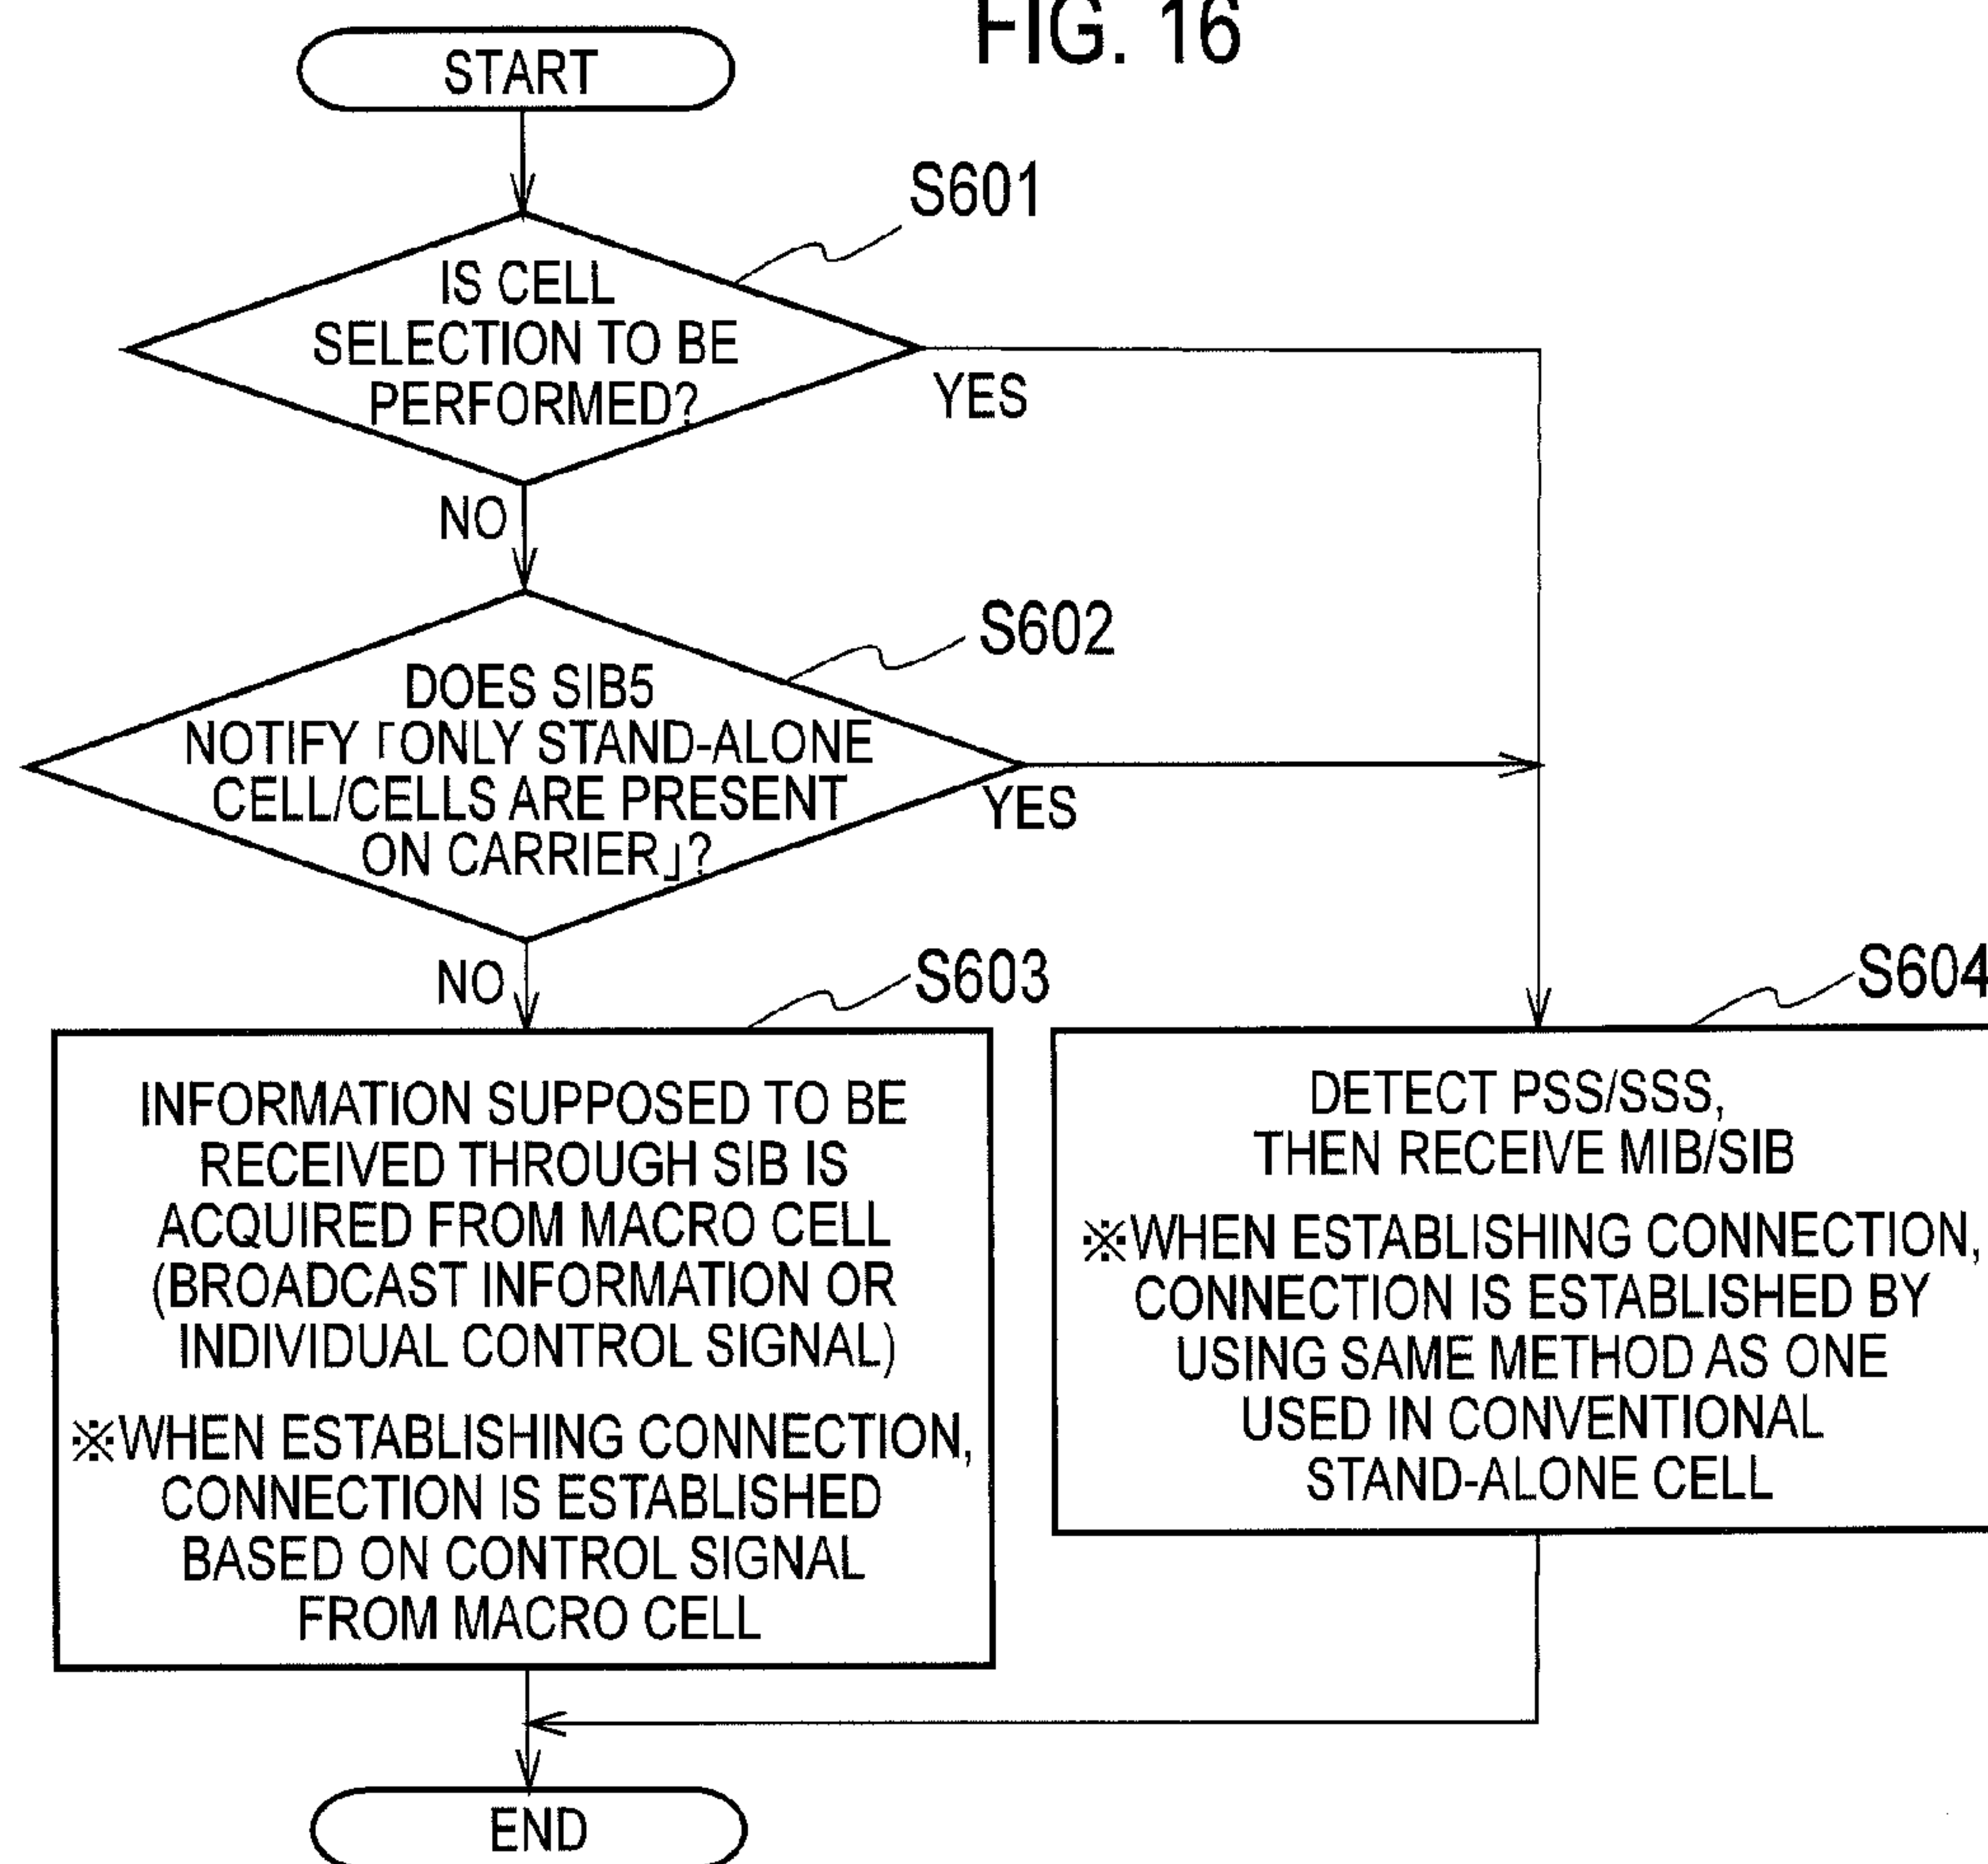 FIG. 16
START
S601
IS CELL
SELECTION TO BE
PERFORMED?
YES
NO
S602
DOES SIB5
NOTIFY「ONLY STAND-ALONE
CELL/CELLS ARE PRESENT
ON CARRIER」?
YES
NO
S603
INFORMATION SUPPOSED TO BE
RECEIVED THROUGH SIB IS
ACQUIRED FROM MACRO CELL
(BROADCAST INFORMATION OR
INDIVIDUAL CONTROL SIGNAL)
※WHEN ESTABLISHING CONNECTION,
CONNECTION IS ESTABLISHED
BASED ON CONTROL SIGNAL
FROM MACRO CELL
S604
DETECT PSS/SSS,
THEN RECEIVE MIB/SIB
※WHEN ESTABLISHING CONNECTION,
CONNECTION IS ESTABLISHED BY
USING SAME METHOD AS ONE
USED IN CONVENTIONAL
STAND-ALONE CELL
END